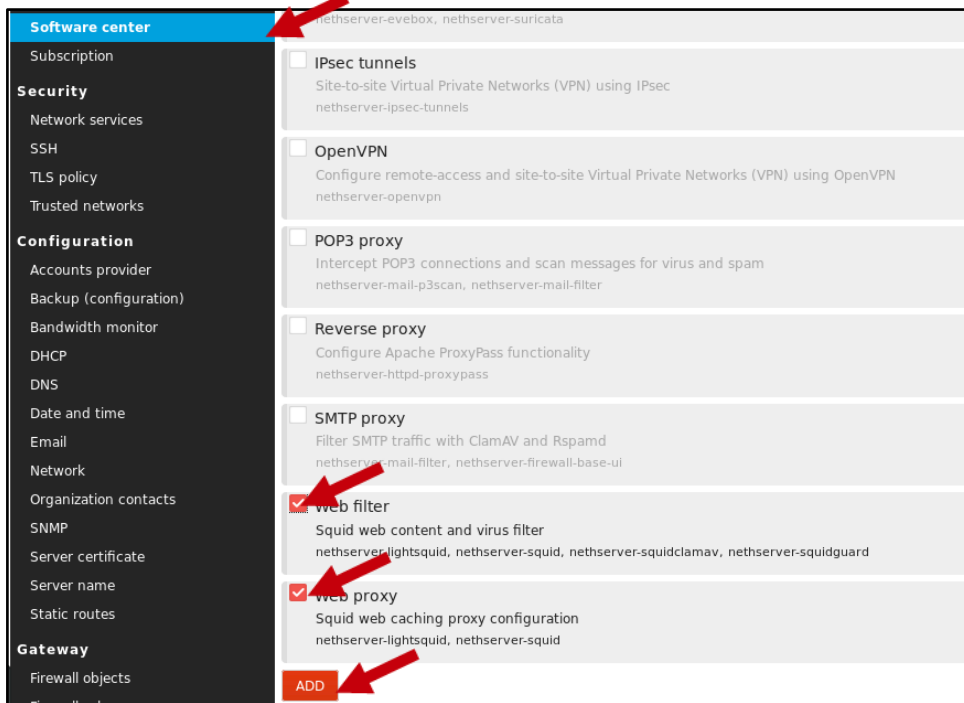 Software center
Subscription
Security
Network services
SSH
TLS policy
Trusted networks
Configuration
Accounts provider
Backup (configuration)
Bandwidth monitor
DHCP
DNS
Date and time
Email
Network
Organization contacts
SNMP
Server certificate
Server name
Static routes
Gateway
Firewall objects
nethserver-evebox, nethserver-suricata
IPsec tunnels
Site-to-site Virtual Private Networks (VPN) using IPsec
nethserver-ipsec-tunnels
OpenVPN
Configure remote-access and site-to-site Virtual Private Networks (VPN) using OpenVPN
nethserver-openvpn
POP3 proxy
Intercept POP3 connections and scan messages for virus and spam
nethserver-mail-p3scan, nethserver-mail-filter
Reverse proxy
Configure Apache ProxyPass functionality
nethserver-httpd-proxypass
SMTP proxy
Filter SMTP traffic with ClamAV and Rspamd
nethserver-mail-filter, nethserver-firewall-base-ui
Web filter
Squid web content and virus filter
nethserver-lightsquid, nethserver-squid, nethserver-squidclamav, nethserver-squidguard
Web proxy
Squid web caching proxy configuration
nethserver-lightsquid, nethserver-squid
ADD